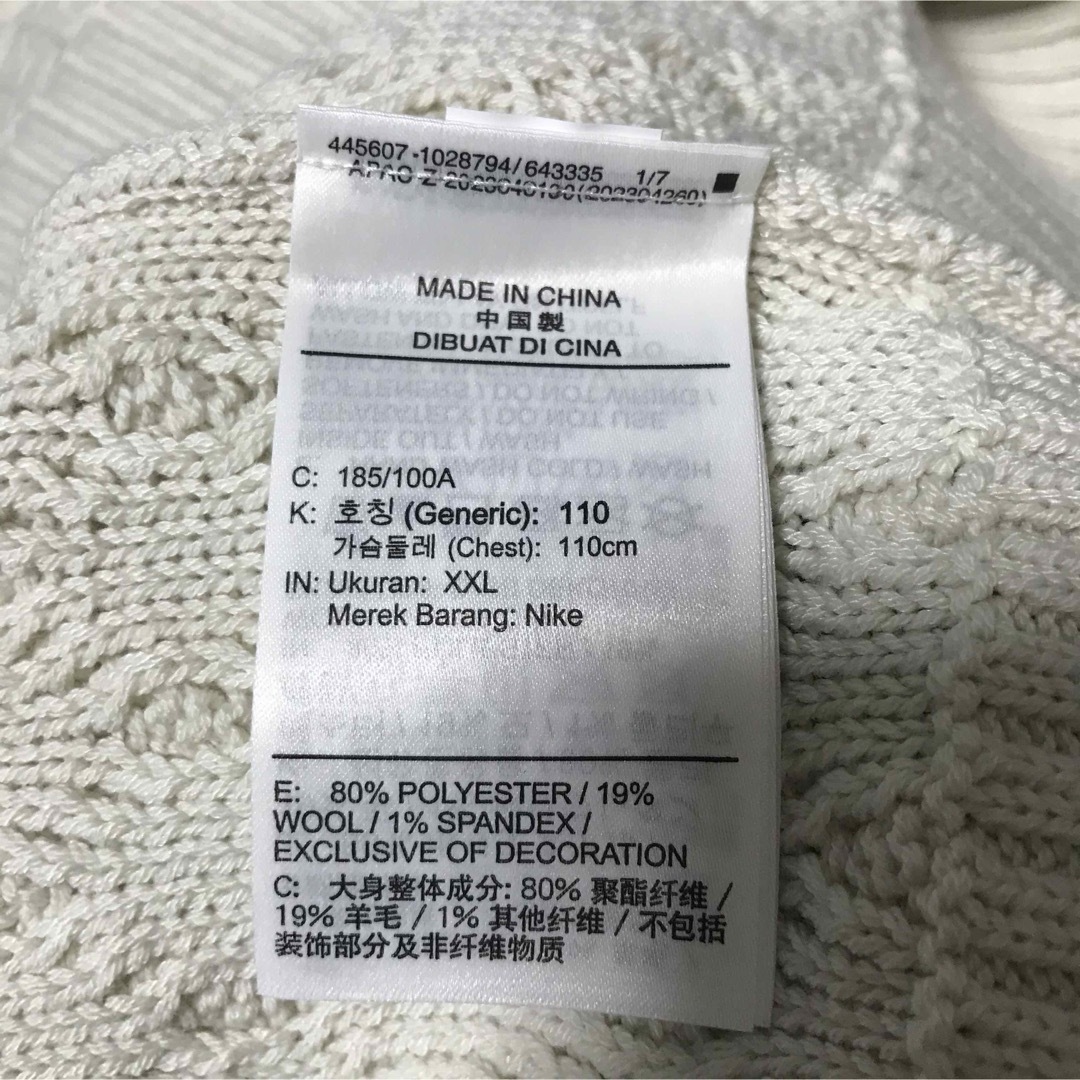 445607-1028794/643335 1/7
APAC-Z-2023040130(202304260)
MADE IN CHINA
中国製
DIBUAT DI CINA
C: 185/100A
K: 호칭 (Generic): 110
가슴둘레 (Chest): 110cm
IN: Ukuran: XXL
Merek Barang: Nike
E: 80% POLYESTER / 19%
WOOL / 1% SPANDEX /
EXCLUSIVE OF DECORATION
C: 大身整体成分: 80% 聚酯纤维 /
19% 羊毛 / 1% 其他纤维 / 不包括
装饰部分及非纤维物质